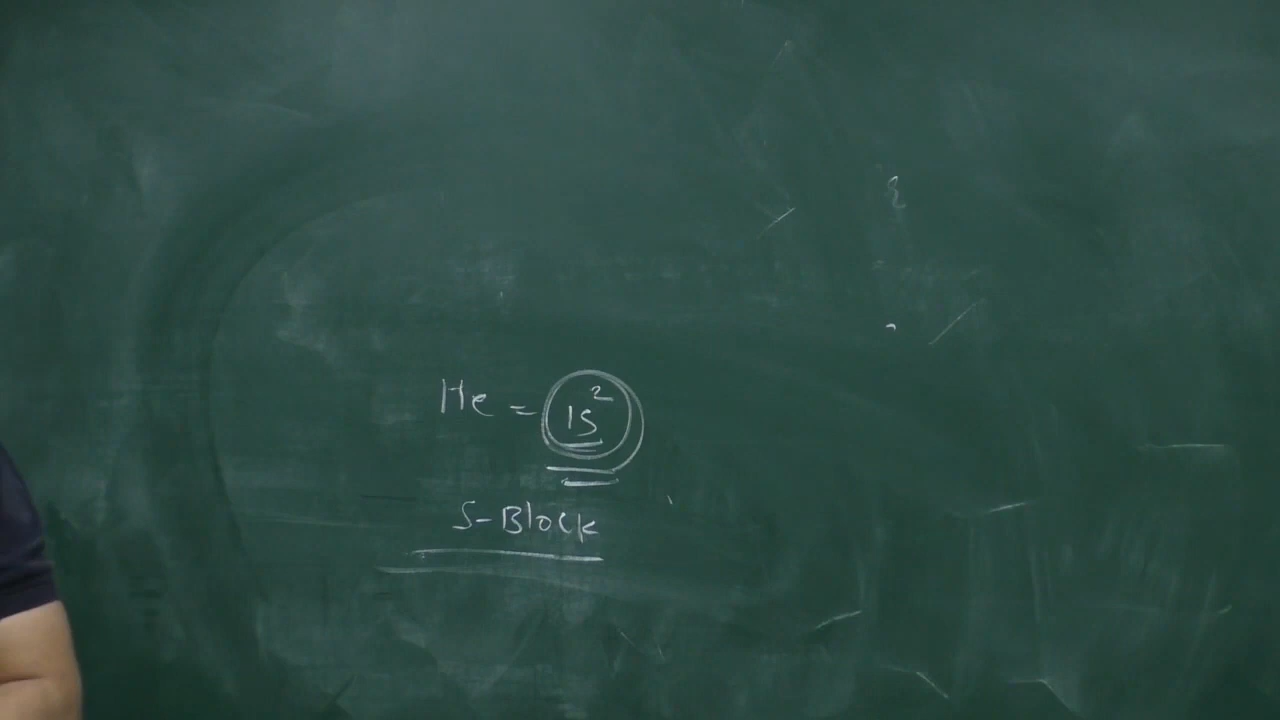 He = 1s²
S-Block